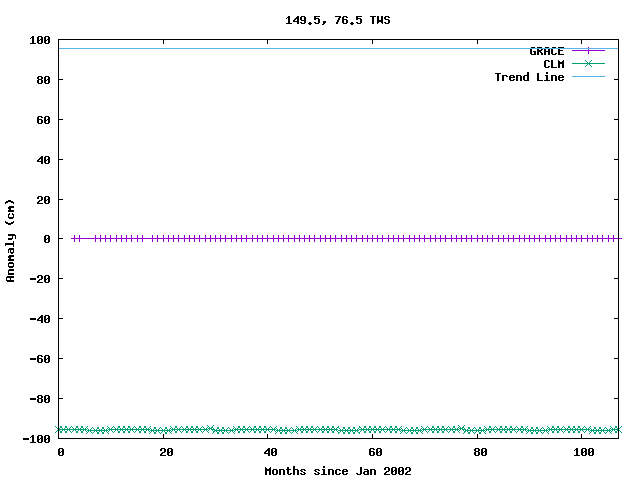 149.5, 76.5 TWS
100
80
60
40
20
0
-20
-40
-60
-80
-100
Anomaly (cm)
GRACE
CLM
Trend Line
0 20 40 60 80 100
Months since Jan 2002